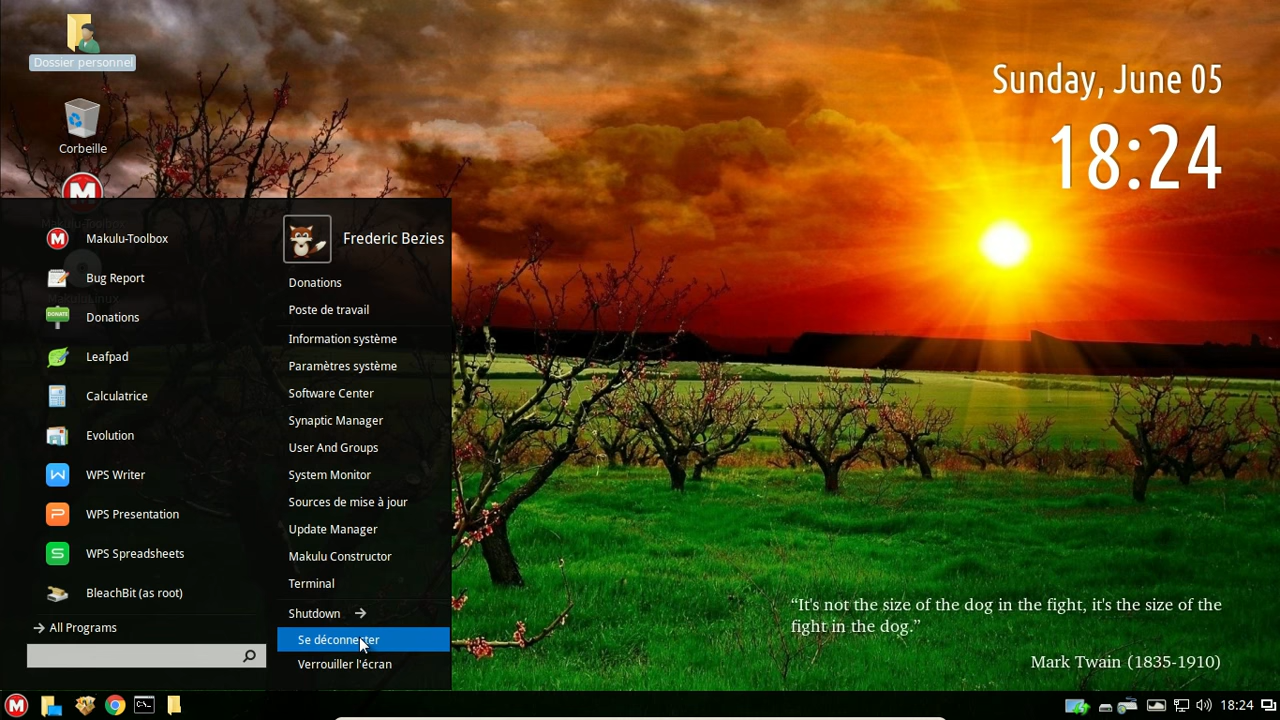 Dossier personnel
Corbeille
Sunday, June 05
18:24
Makulu-Toolbox
Bug Report
Donations
Leafpad
Calculatrice
Evolution
WPS Writer
WPS Presentation
WPS Spreadsheets
BleachBit (as root)
All Programs
Frederic Bezies
Donations
Poste de travail
Information système
Paramètres système
Software Center
Synaptic Manager
User And Groups
System Monitor
Sources de mise à jour
Update Manager
Makulu Constructor
Terminal
Shutdown
Se déconnecter
Verrouiller l'écran
“It's not the size of the dog in the fight, it's the size of the
fight in the dog.”
Mark Twain (1835-1910)
18:24